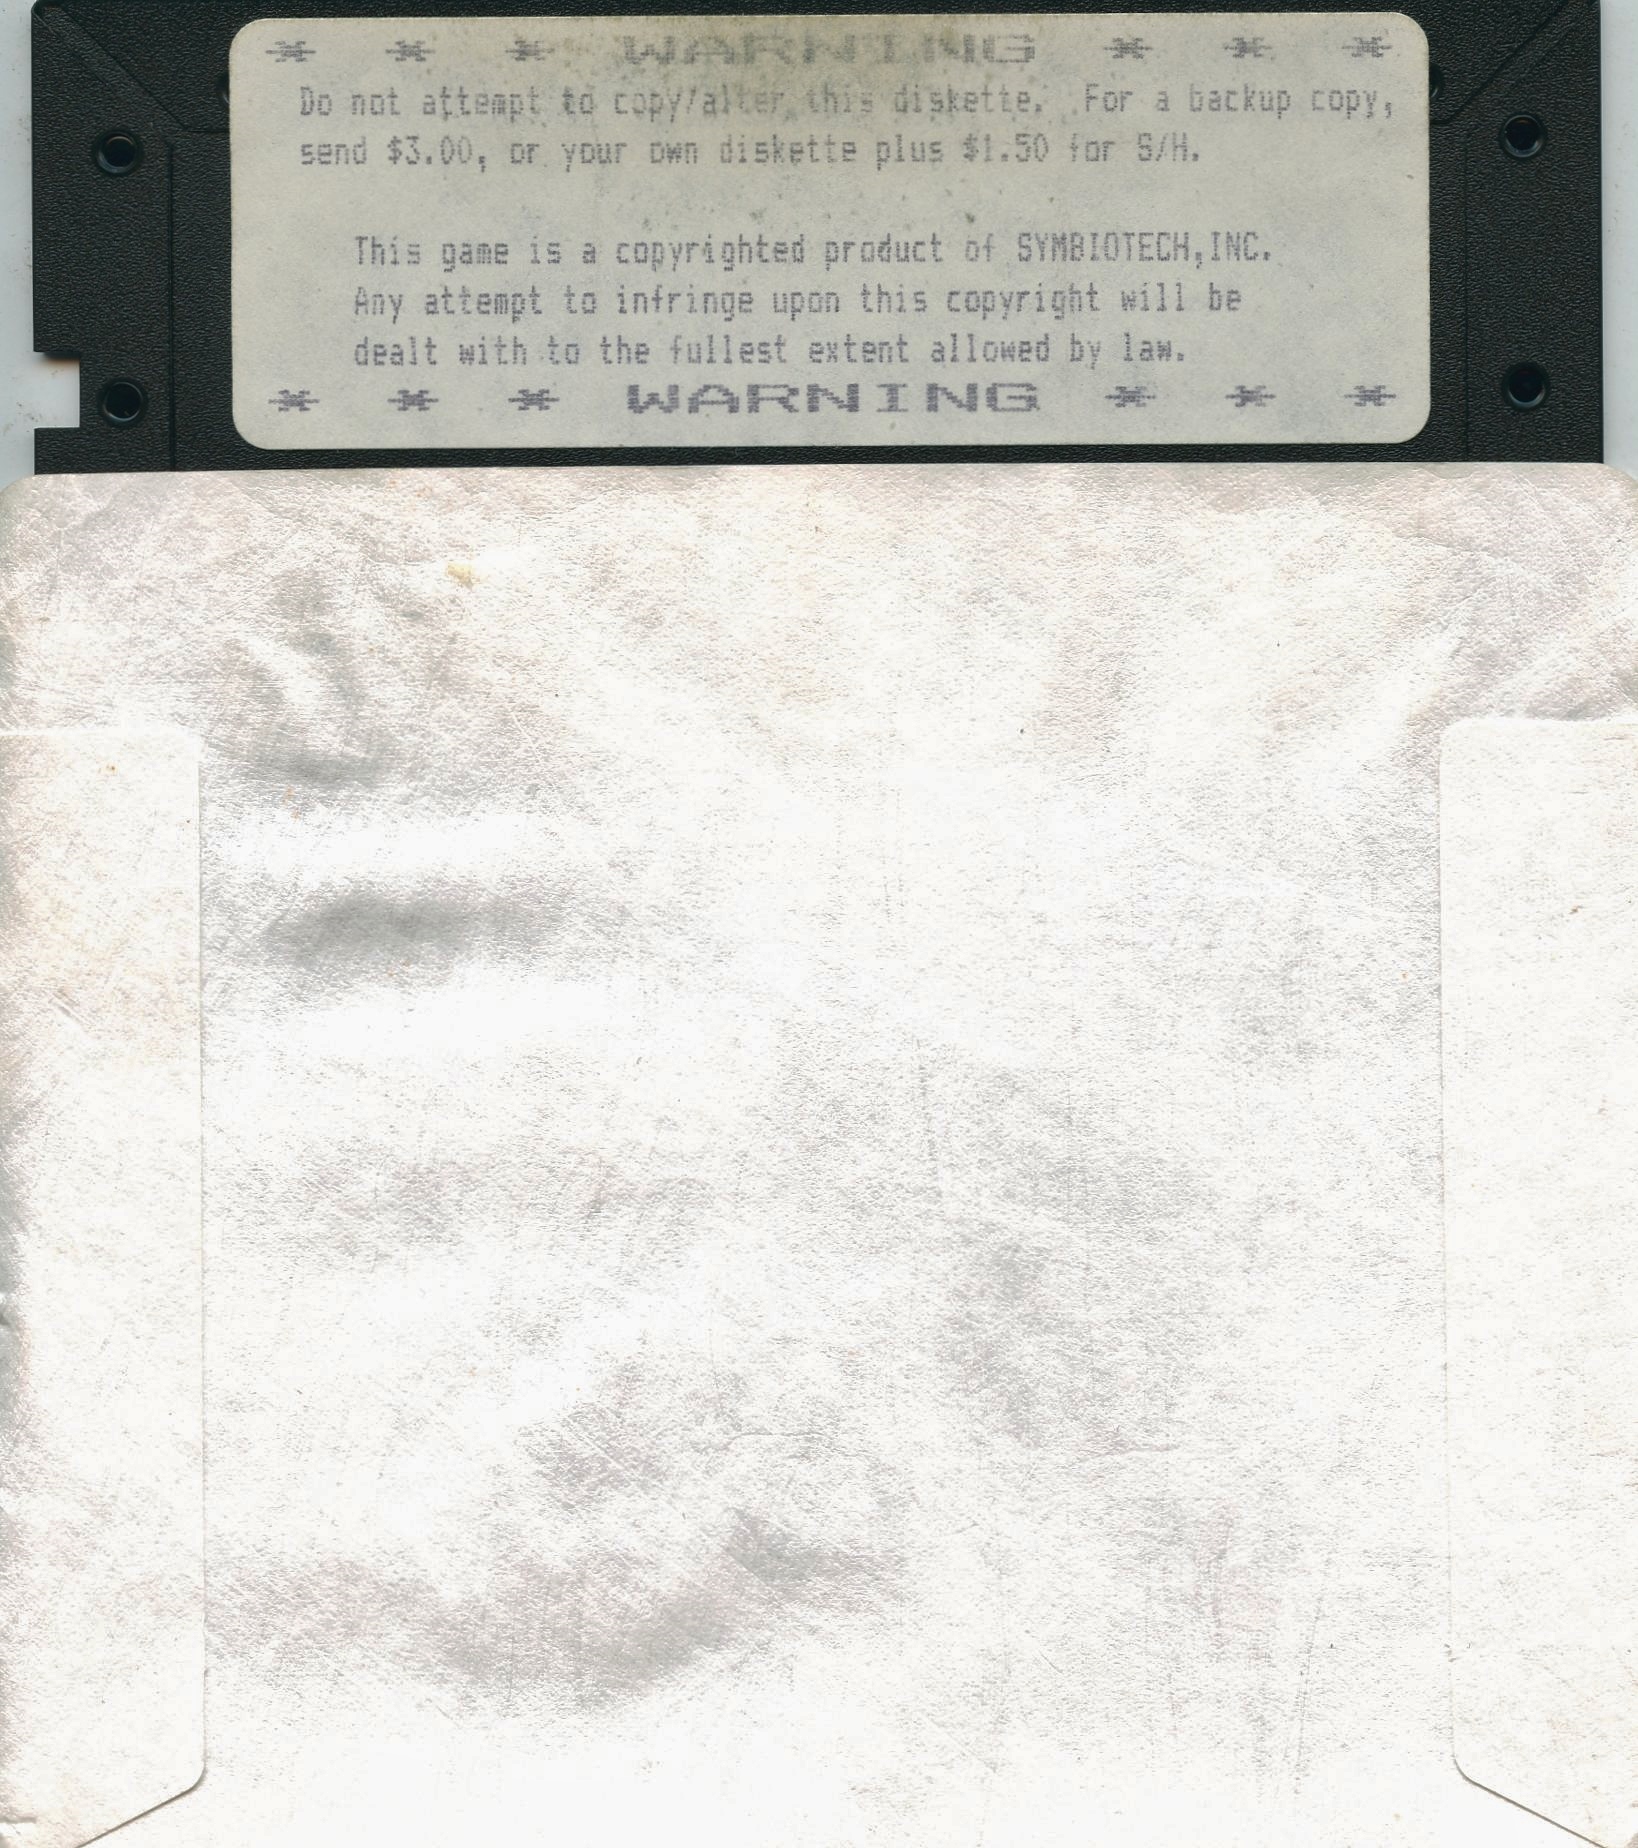 * * * WARNING * * *
Do not attempt to copy/alter this diskette. For a backup copy,
send $3.00, or your own diskette plus $1.50 for S/H.
This game is a copyrighted product of SYMBIOTECH,INC.
Any attempt to infringe upon this copyright will be
dealt with to the fullest extent allowed by law.
* * * WARNING * * *